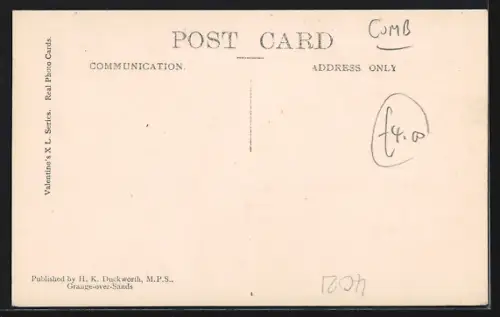 CUMB
POST CARD
COMMUNICATION.
ADDRESS ONLY
£4.00
Valentine's X L. Series. Real Photo Cards.
Published by H. K. Duckworth, M.P.S.,
Grange-over-Sands